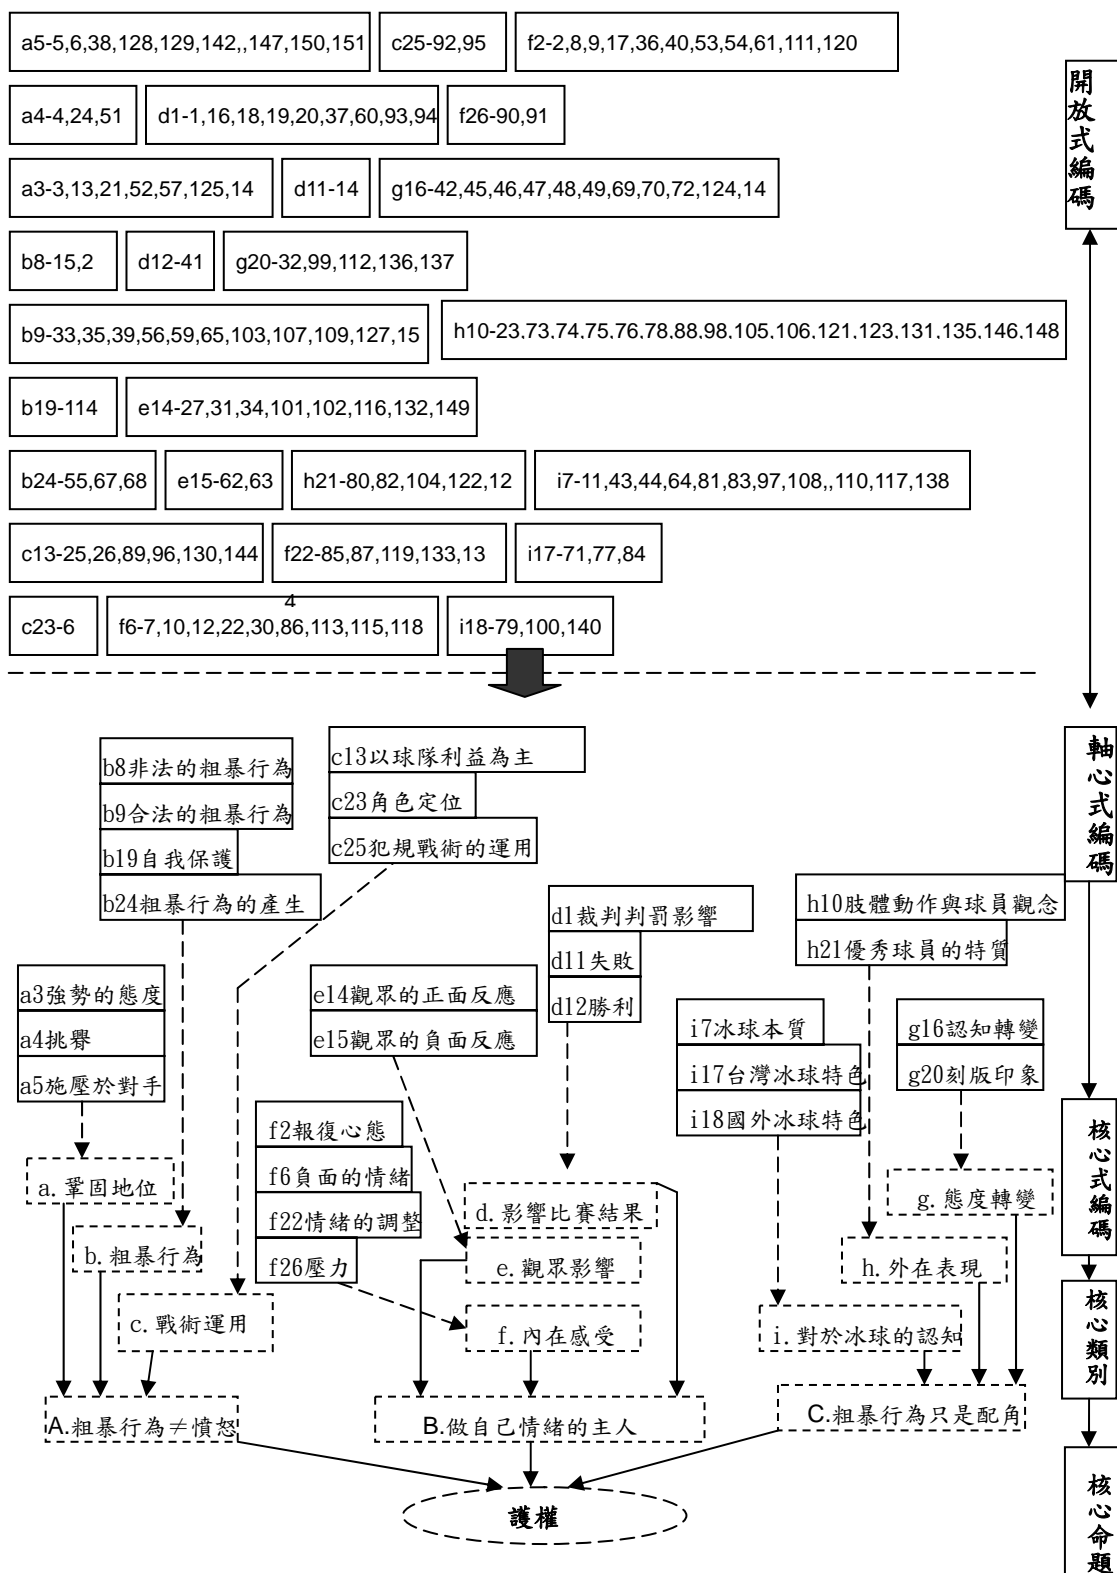 a5-5,6,38,128,129,142,,147,150,151
c25-92,95
f2-2,8,9,17,36,40,53,54,61,111,120
a4-4,24,51
d1-1,16,18,19,20,37,60,93,94
f26-90,91
開放式編碼
a3-3,13,21,52,57,125,14
d11-14
g16-42,45,46,47,48,49,69,70,72,124,14
b8-15,2
d12-41
g20-32,99,112,136,137
b9-33,35,39,56,59,65,103,107,109,127,15
h10-23,73,74,75,76,78,88,98,105,106,121,123,131,135,146,148
b19-114
e14-27,31,34,101,102,116,132,149
b24-55,67,68
e15-62,63
h21-80,82,104,122,12
i7-11,43,44,64,81,83,97,108,,110,117,138
c13-25,26,89,96,130,144
f22-85,87,119,133,13
i17-71,77,84
c23-6
4
f6-7,10,12,22,30,86,113,115,118
i18-79,100,140
軸心式編碼
b8非法的粗暴行為
b9合法的粗暴行為
b19自我保護
b24粗暴行為的產生
c13以球隊利益為主
c23角色定位
c25犯規戰術的運用
d1裁判判罰影響
d11失敗
d12勝利
h10肢體動作與球員觀念
h21優秀球員的特質
a3強勢的態度
a4挑釁
a5施壓於對手
e14觀眾的正面反應
e15觀眾的負面反應
i7冰球本質
i17台灣冰球特色
i18國外冰球特色
g16認知轉變
g20刻版印象
f2報復心態
f6負面的情緒
f22情緒的調整
f26壓力
核心式編碼
a.鞏固地位
b.粗暴行為
c.戰術運用
d.影響比賽結果
e.觀眾影響
f.內在感受
g.態度轉變
h.外在表現
i.對於冰球的認知
核心類別
A.粗暴行為≠憤怒
B.做自己情緒的主人
C.粗暴行為只是配角
護權
核心命題